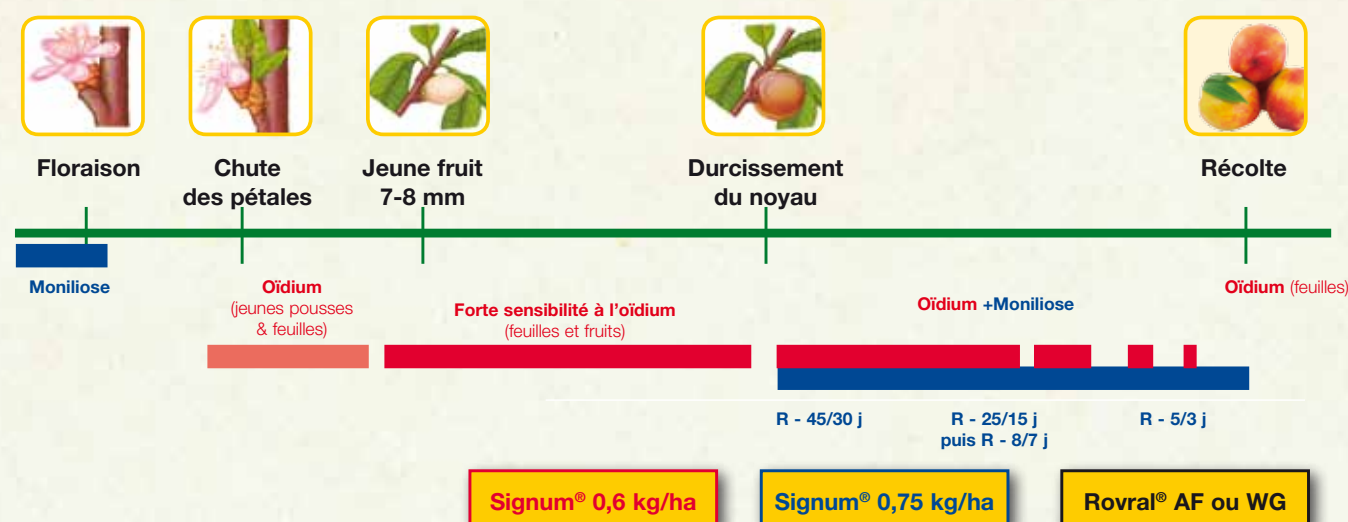 Floraison
Chute
des pétales
Jeune fruit
7-8 mm
Durcissement
du noyau
Récolte
Moniliose
Oïdium
(jeunes pousses
& feuilles)
Forte sensibilité à l'oïdium
(feuilles et fruits)
Oïdium +Moniliose
Oïdium (feuilles)
R - 45/30 j
R - 25/15 j
puis R - 8/7 j
R - 5/3 j
Signum® 0,6 kg/ha
Signum® 0,75 kg/ha
Rovral® AF ou WG